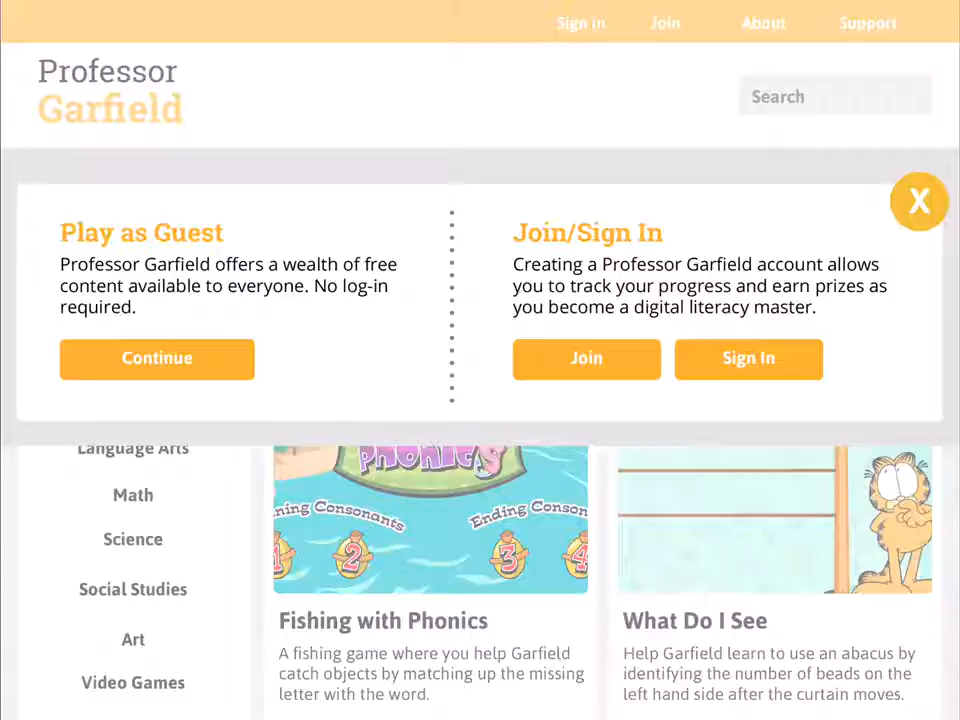 Sign in Join About Support
Professor
Garfield
Search
X
Play as Guest
Professor Garfield offers a wealth of free
content available to everyone. No log-in
required.
Continue
Join/Sign In
Creating a Professor Garfield account allows
you to track your progress and earn prizes as
you become a digital literacy master.
Join Sign In
Language Arts
Math
Science
Social Studies
Art
Video Games
PHONICS
Consonants
Ending
1 2 3 4
Fishing with Phonics
A fishing game where you help Garfield
catch objects by matching up the missing
letter with the word.
What Do I See
Help Garfield learn to use an abacus by
identifying the number of beads on the
left hand side after the curtain moves.